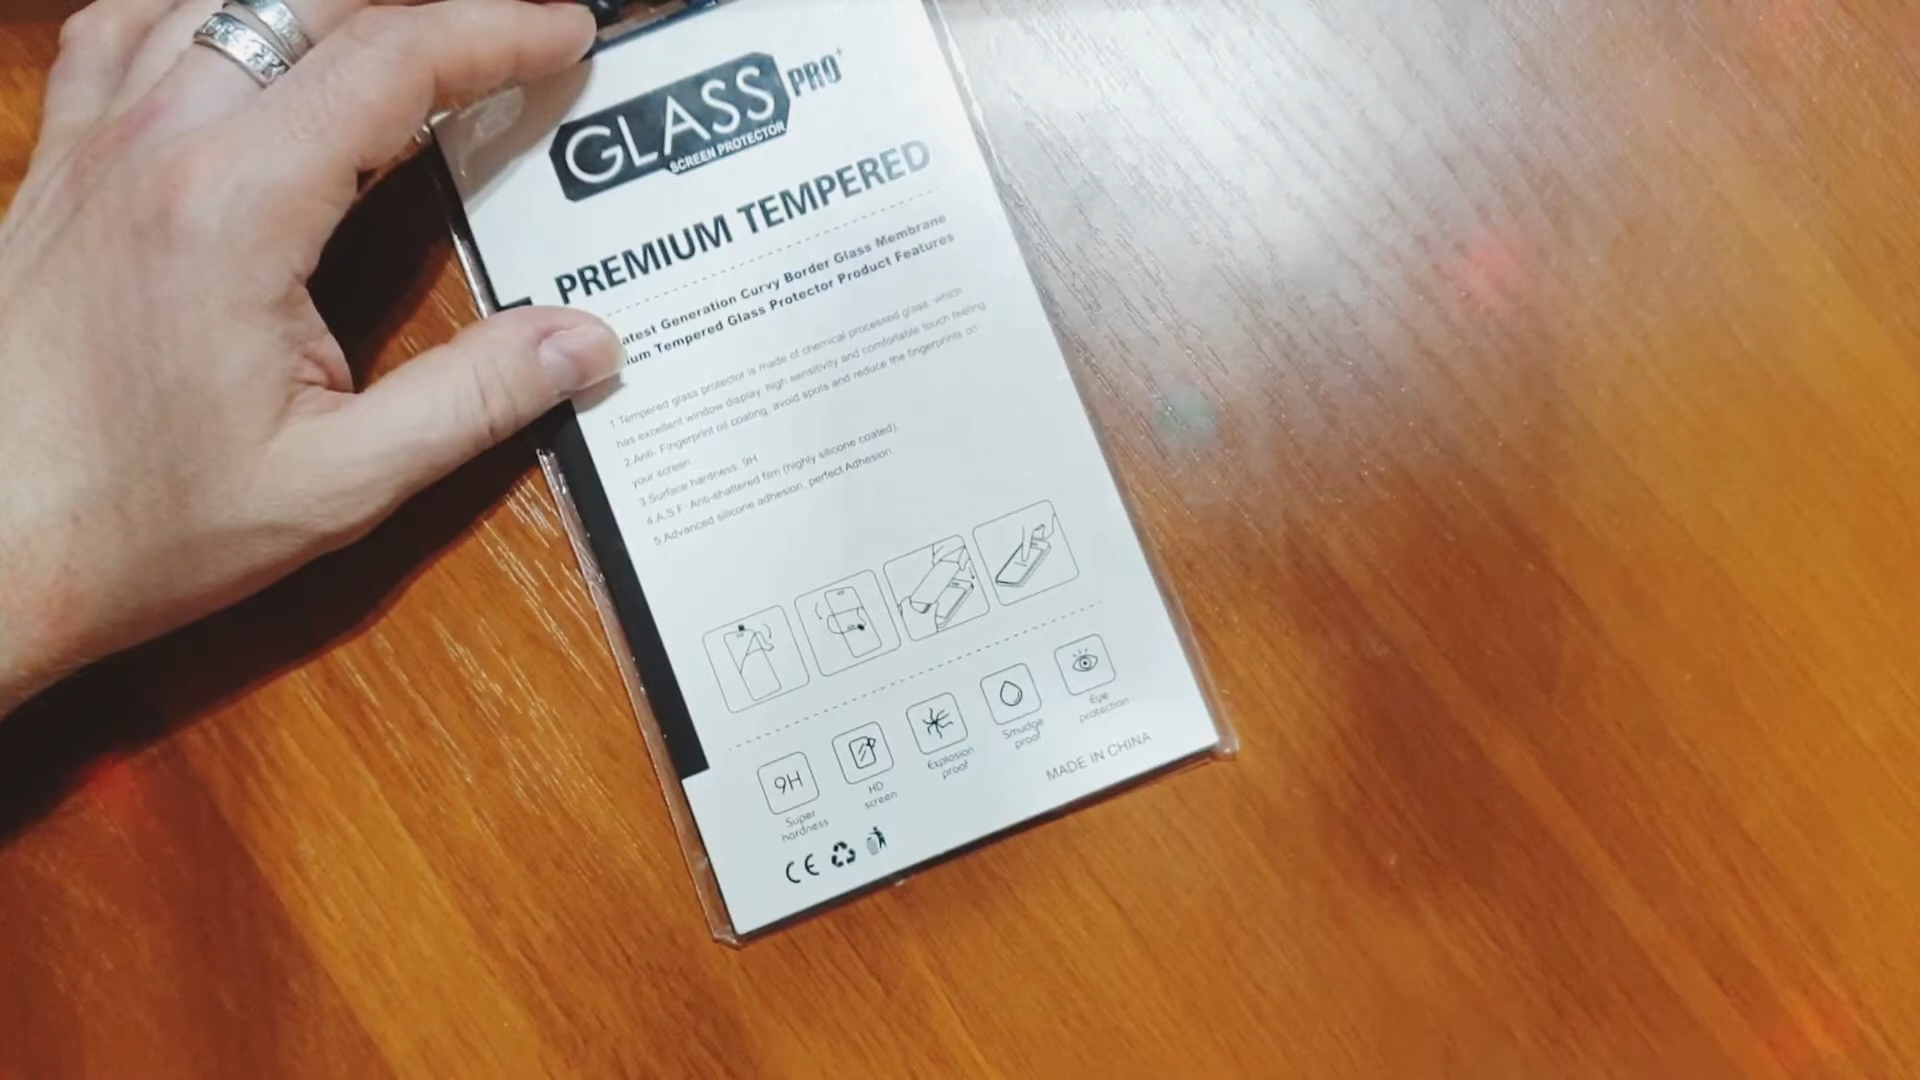 GLASS PRO+
SCREEN PROTECTOR
PREMIUM TEMPERED
atest Generation Curvy Border Glass Membrane
ium Tempered Glass Protector Product Features
1 Tempered glass protector is made of chemical processed glass, which
has excellent window display, high sensitivity and comfortable touch feeling.
2.Anti- Fingerprint oil coating, avoid spots and reduce the fingerprints on
your screen.
3.Surface hardness: 9H
4.A.S.F. Anti-shattered film (highly silicone coated).
5.Advanced silicone adhesion, perfect Adhesion.
9H
Super
hardness
HD
screen
Explosion
proof
Smudge
proof
Eye
protection
MADE IN CHINA
CE